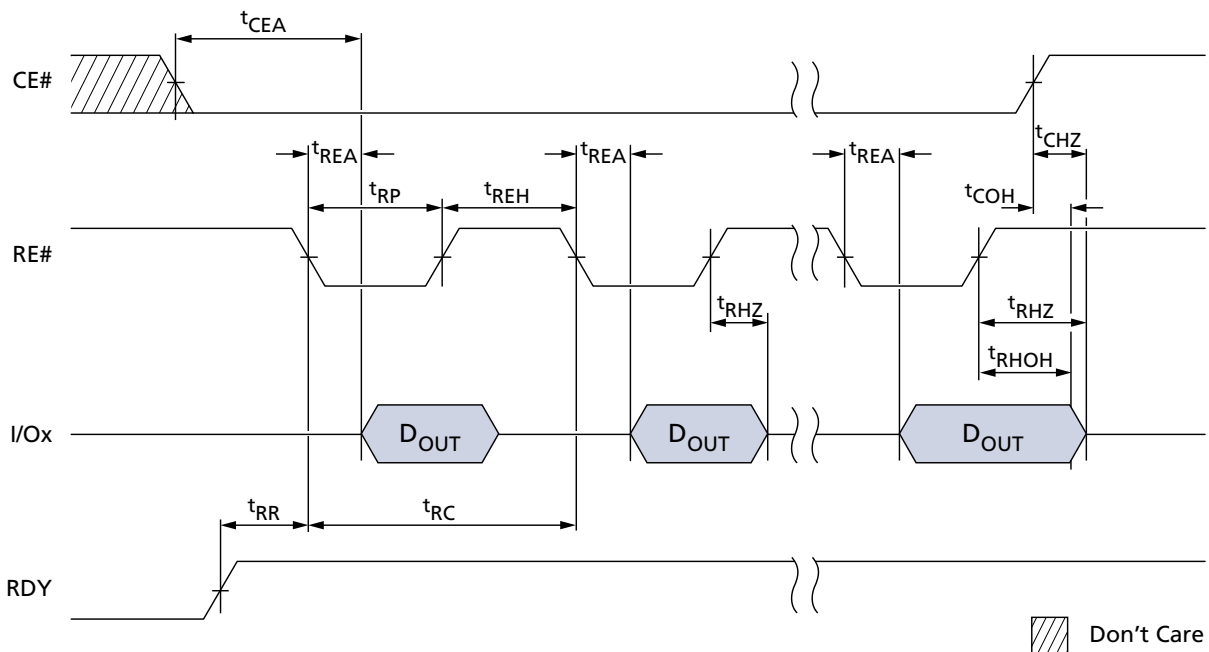 tCEA
CE#
tREA
tREA
tREA
tCHZ
tRP
tREH
tCOH
RE#
tRHZ
tRHZ
tRHOH
I/Ox
DOUT
DOUT
DOUT
tRR
tRC
RDY
Don't Care